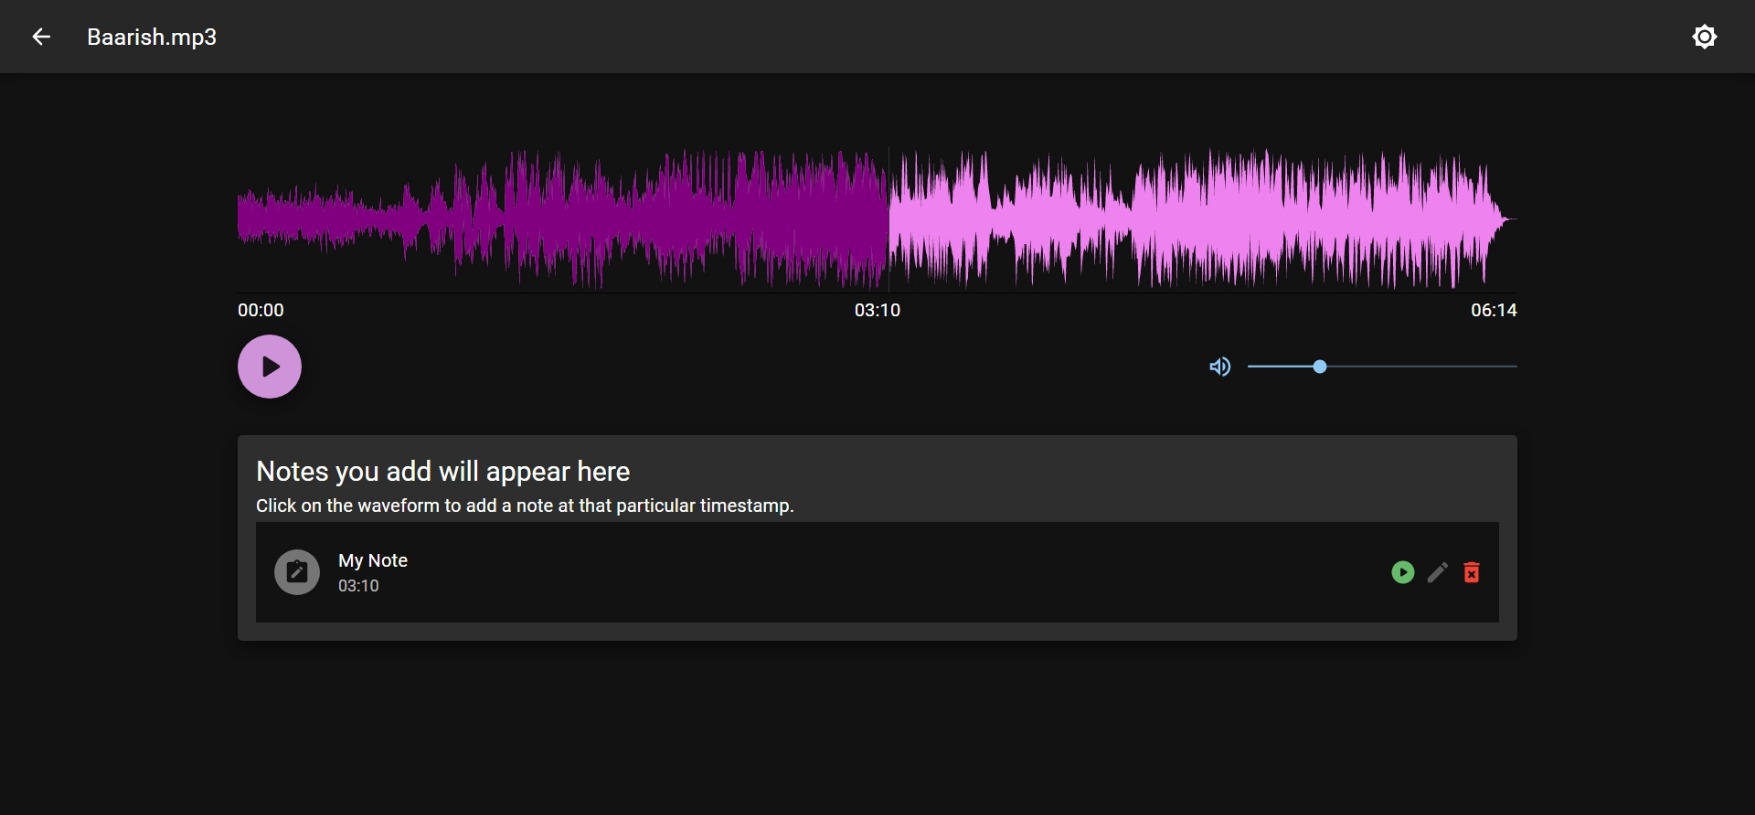 Baarish.mp3
00:00 03:10 06:14
Notes you add will appear here
Click on the waveform to add a note at that particular timestamp.
My Note
03:10